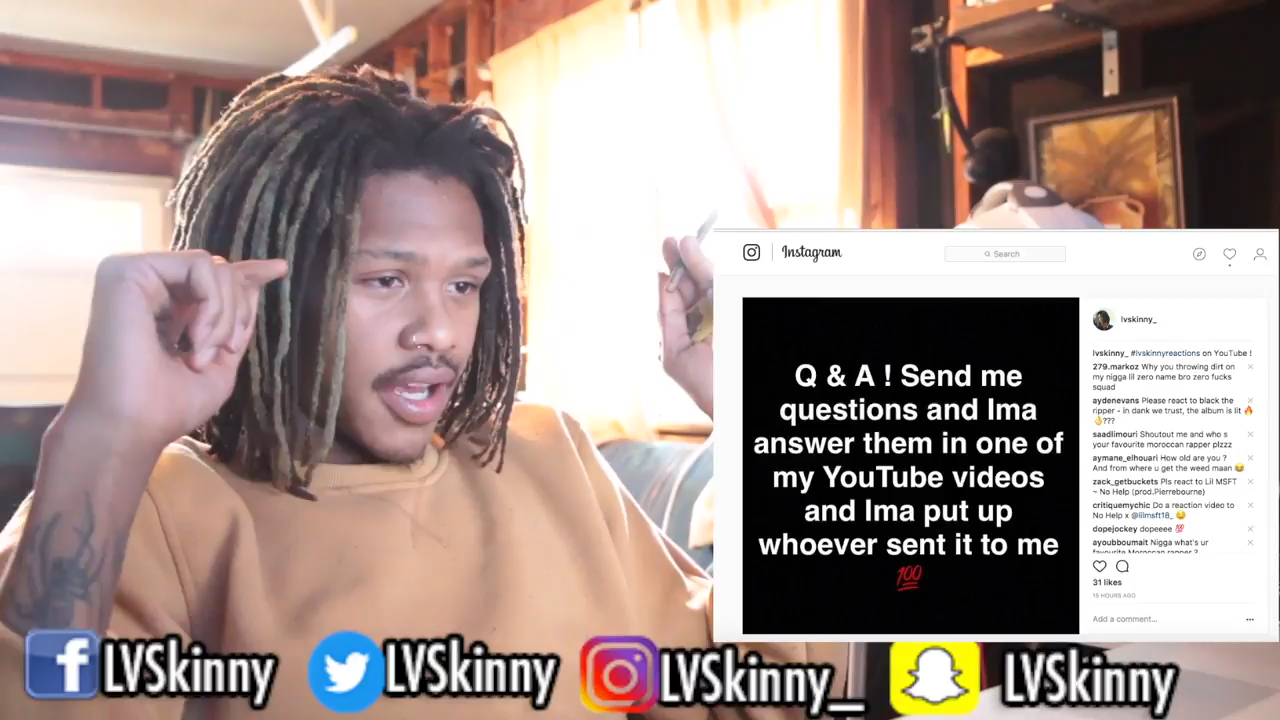 Instagram
Search
Q & A ! Send me
questions and Ima
answer them in one of
my YouTube videos
and Ima put up
whoever sent it to me
💯
lvskinny_
lvskinny_ #lvskinnyreactions on YouTube !
279.markoz Why you throwing dirt on
my nigga lil zero name bro zero fucks
squad
aydenevans Please react to black the
ripper - in dank we trust, the album is lit 🔥
👌???
saadlimouri Shoutout me and who s
your favourite moroccan rapper plzzz
aymane_elhouari How old are you ?
And from where u get the weed maan 😂
zack_getbuckets Pls react to Lil MSFT
~ No Help (prod.Pierrebourne)
critiquemychic Do a reaction video to
No Help x @lilmsft18_ 😏
dopejockey dopeeee 💯
ayoubboumait Nigga what's ur
favourite Moroccan rapper ?
31 likes
15 HOURS AGO
Add a comment...
LVSkinny
LVSkinny
LVSkinny_
LVSkinny